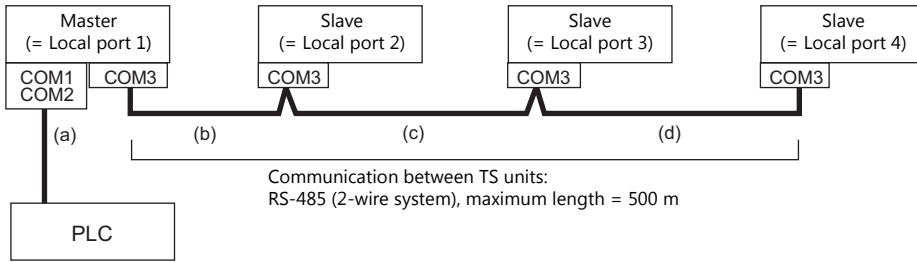 Master
(= Local port 1)
Slave
(= Local port 2)
Slave
(= Local port 3)
Slave
(= Local port 4)
COM1
COM2
COM3
COM3
COM3
COM3
(a)
(b)
(c)
(d)
Communication between TS units:
RS-485 (2-wire system), maximum length = 500 m
PLC